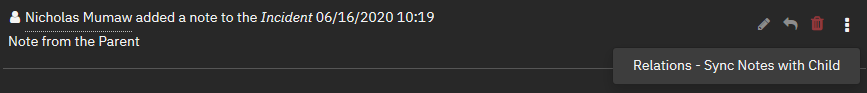 Nicholas Mumaw added a note to the Incident 06/16/2020 10:19
Note from the Parent
Relations - Sync Notes with Child